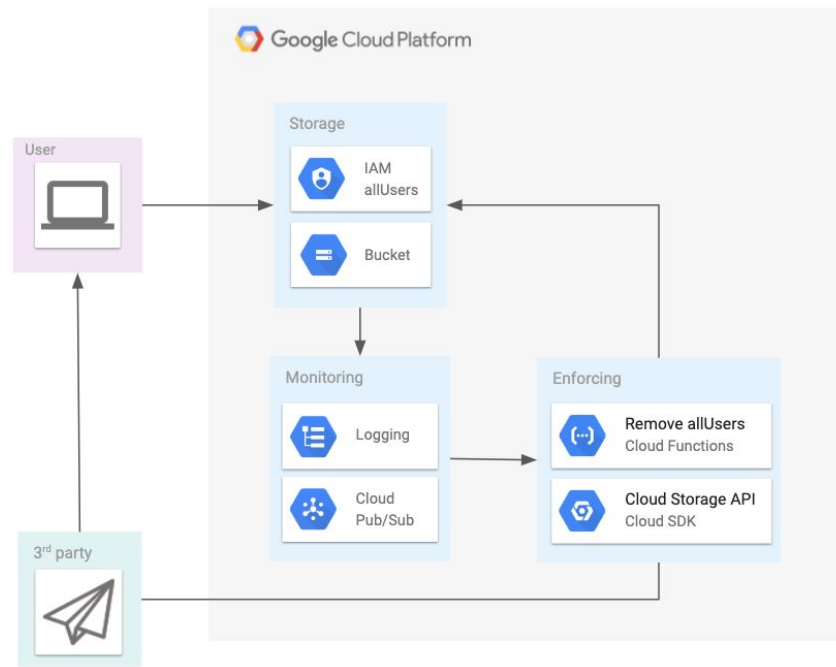 Google Cloud Platform
Storage
IAM
allUsers
Bucket
User
Monitoring
Logging
Cloud
Pub/Sub
Enforcing
Remove allUsers
Cloud Functions
Cloud Storage API
Cloud SDK
3rd party